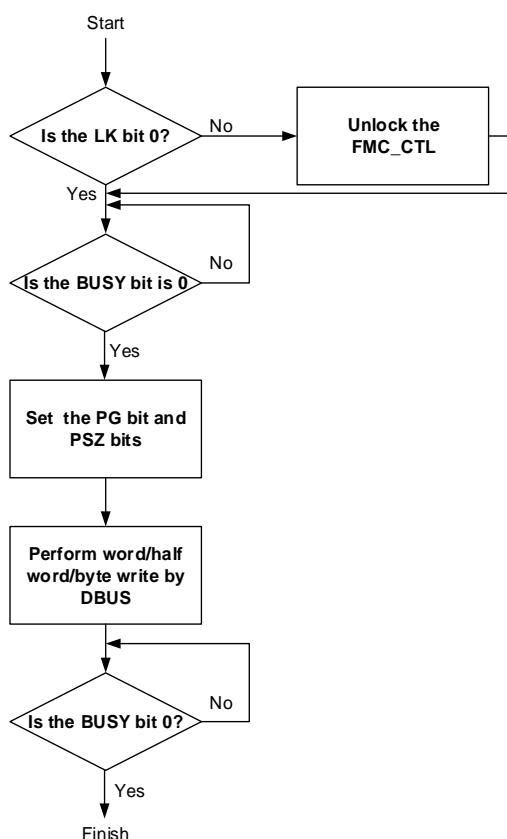 Start
Is the LK bit 0?
No
Unlock the
FMC_CTL
Yes
Is the BUSY bit is 0
No
Yes
Set the PG bit and
PSZ bits
Perform word/half
word/byte write by
DBUS
Is the BUSY bit 0?
No
Yes
Finish